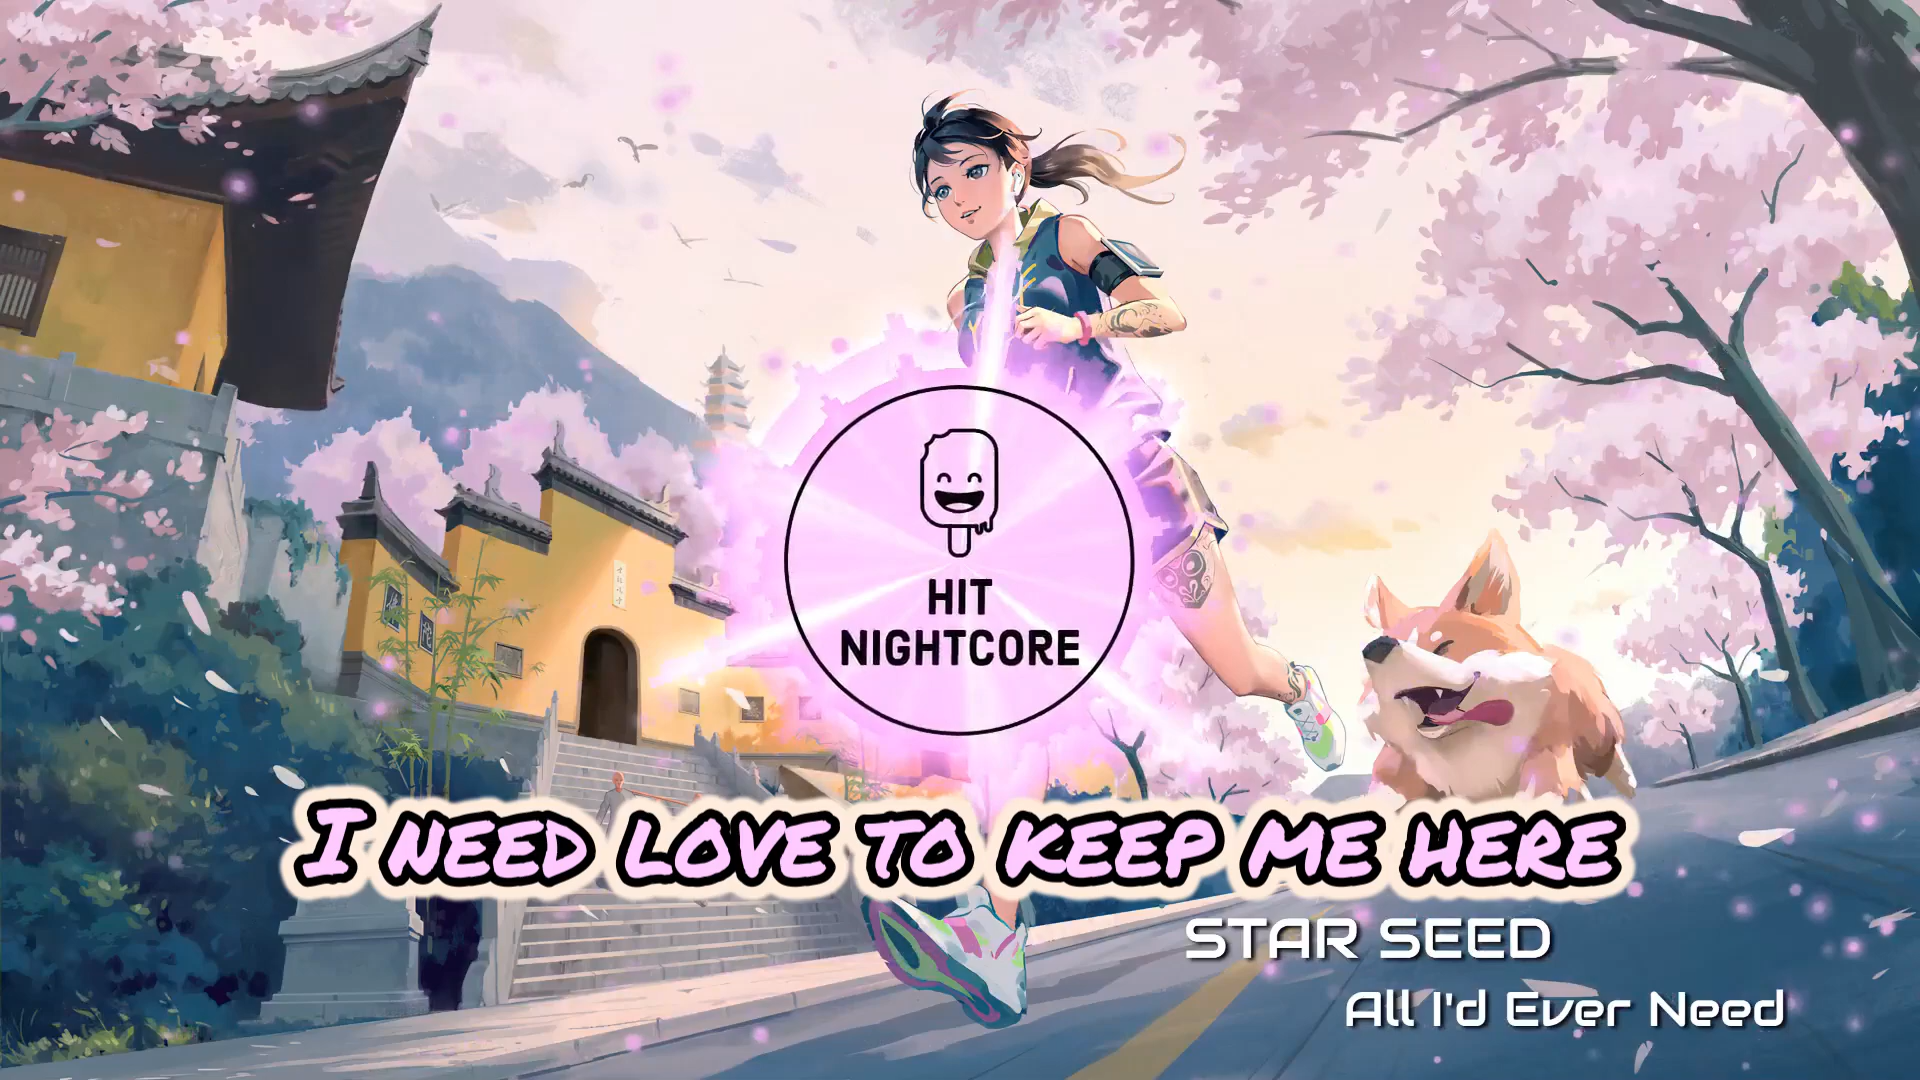 HIT
NIGHTCORE
I NEED LOVE TO KEEP ME HERE
STAR SEED
All I'd Ever Need